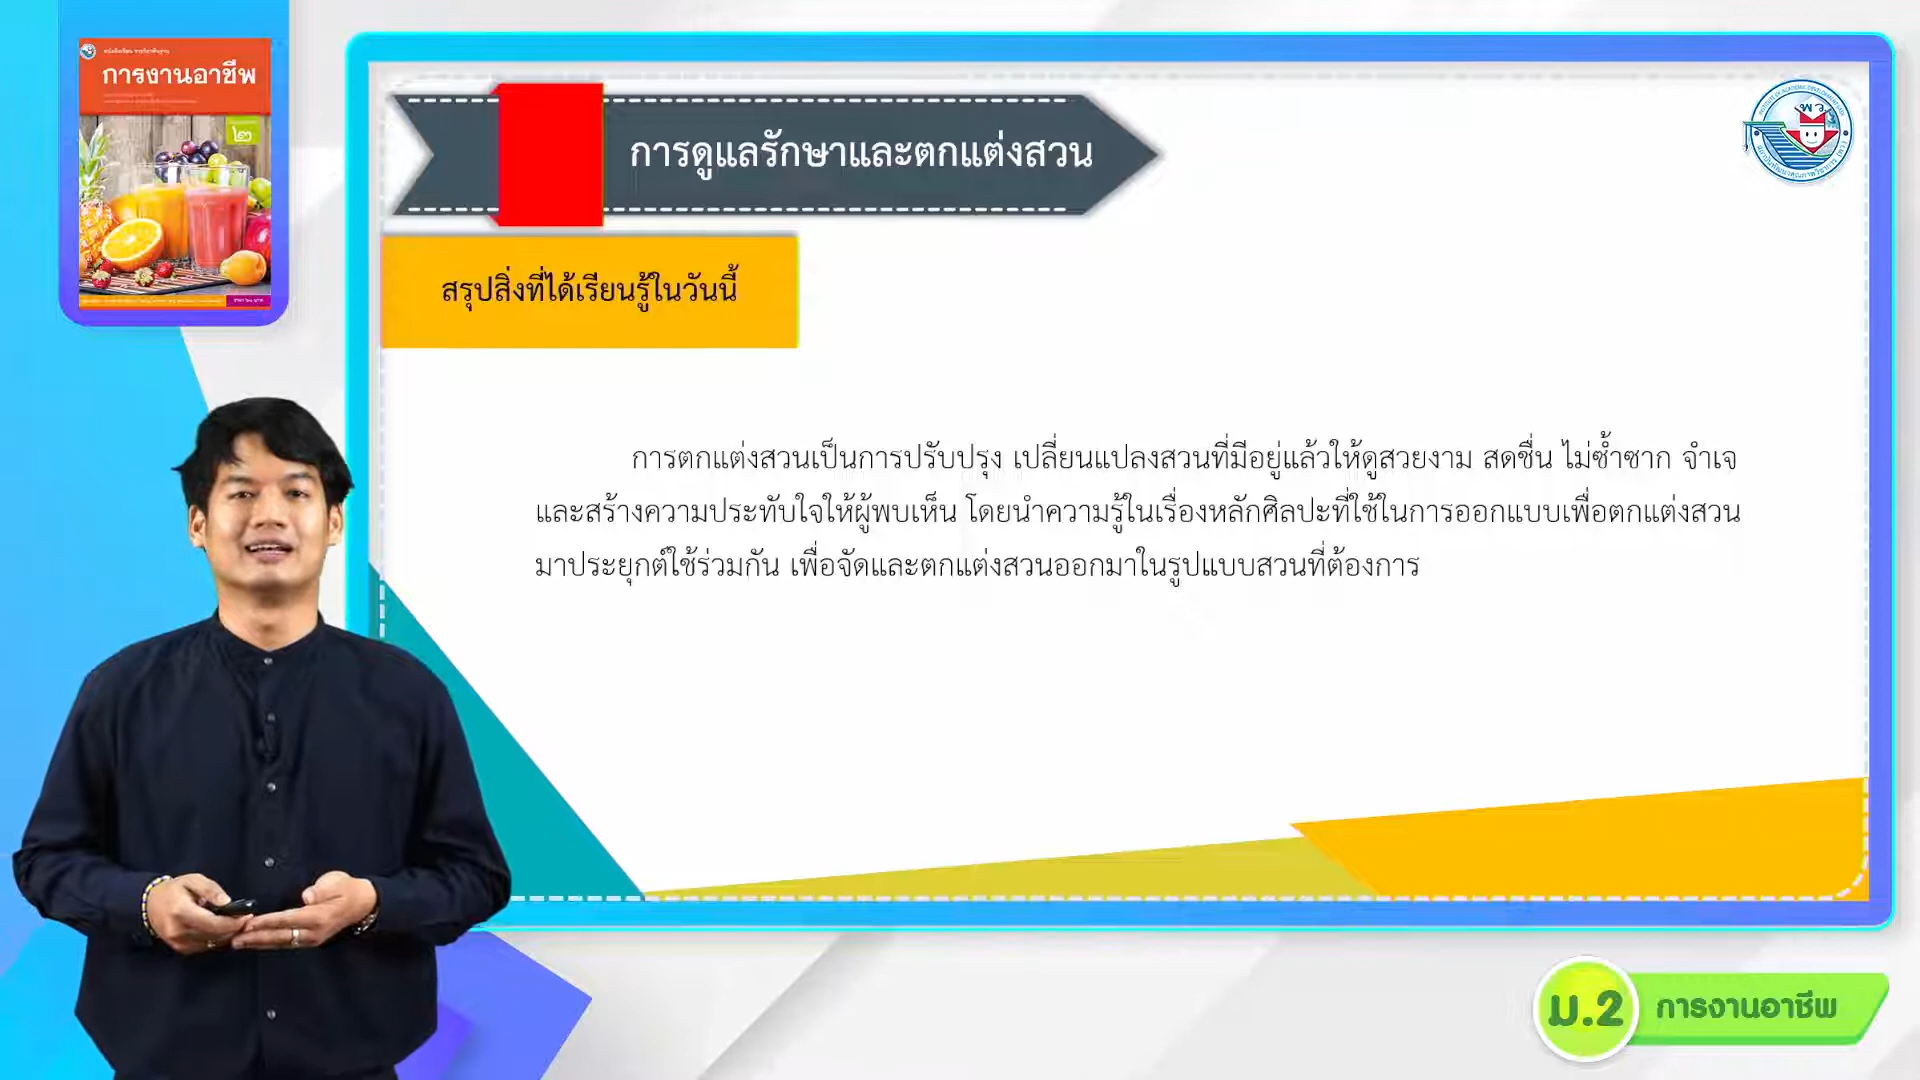 การงานอาชีพ
๒
การดูแลรักษาและตกแต่งสวน
พว
สรุปสิ่งที่ได้เรียนรู้ในวันนี้
การตกแต่งสวนเป็นการปรับปรุง เปลี่ยนแปลงสวนที่มีอยู่แล้วให้ดูสวยงาม สดชื่น ไม่ซ้ำซาก จำเจ
และสร้างความประทับใจให้ผู้พบเห็น โดยนำความรู้ในเรื่องหลักศิลปะที่ใช้ในการออกแบบเพื่อตกแต่งสวน
มาประยุกต์ใช้ร่วมกัน เพื่อจัดและตกแต่งสวนออกมาในรูปแบบสวนที่ต้องการ
ม.2 การงานอาชีพ